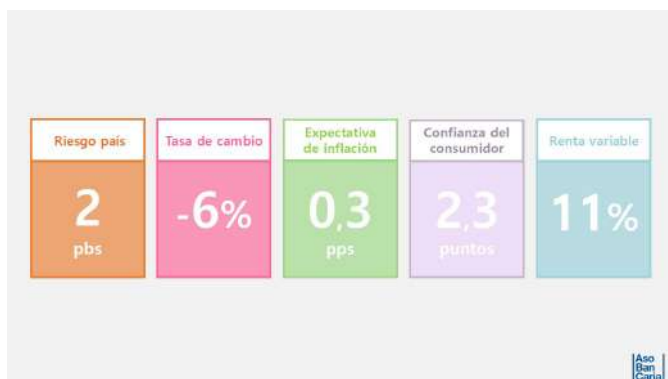 Riesgo país
2
pbs
Tasa de cambio
-6%
Expectativa
de inflación
0,3
pps
Confianza del
consumidor
2,3
puntos
Renta variable
11%
Aso
Ban
Caria